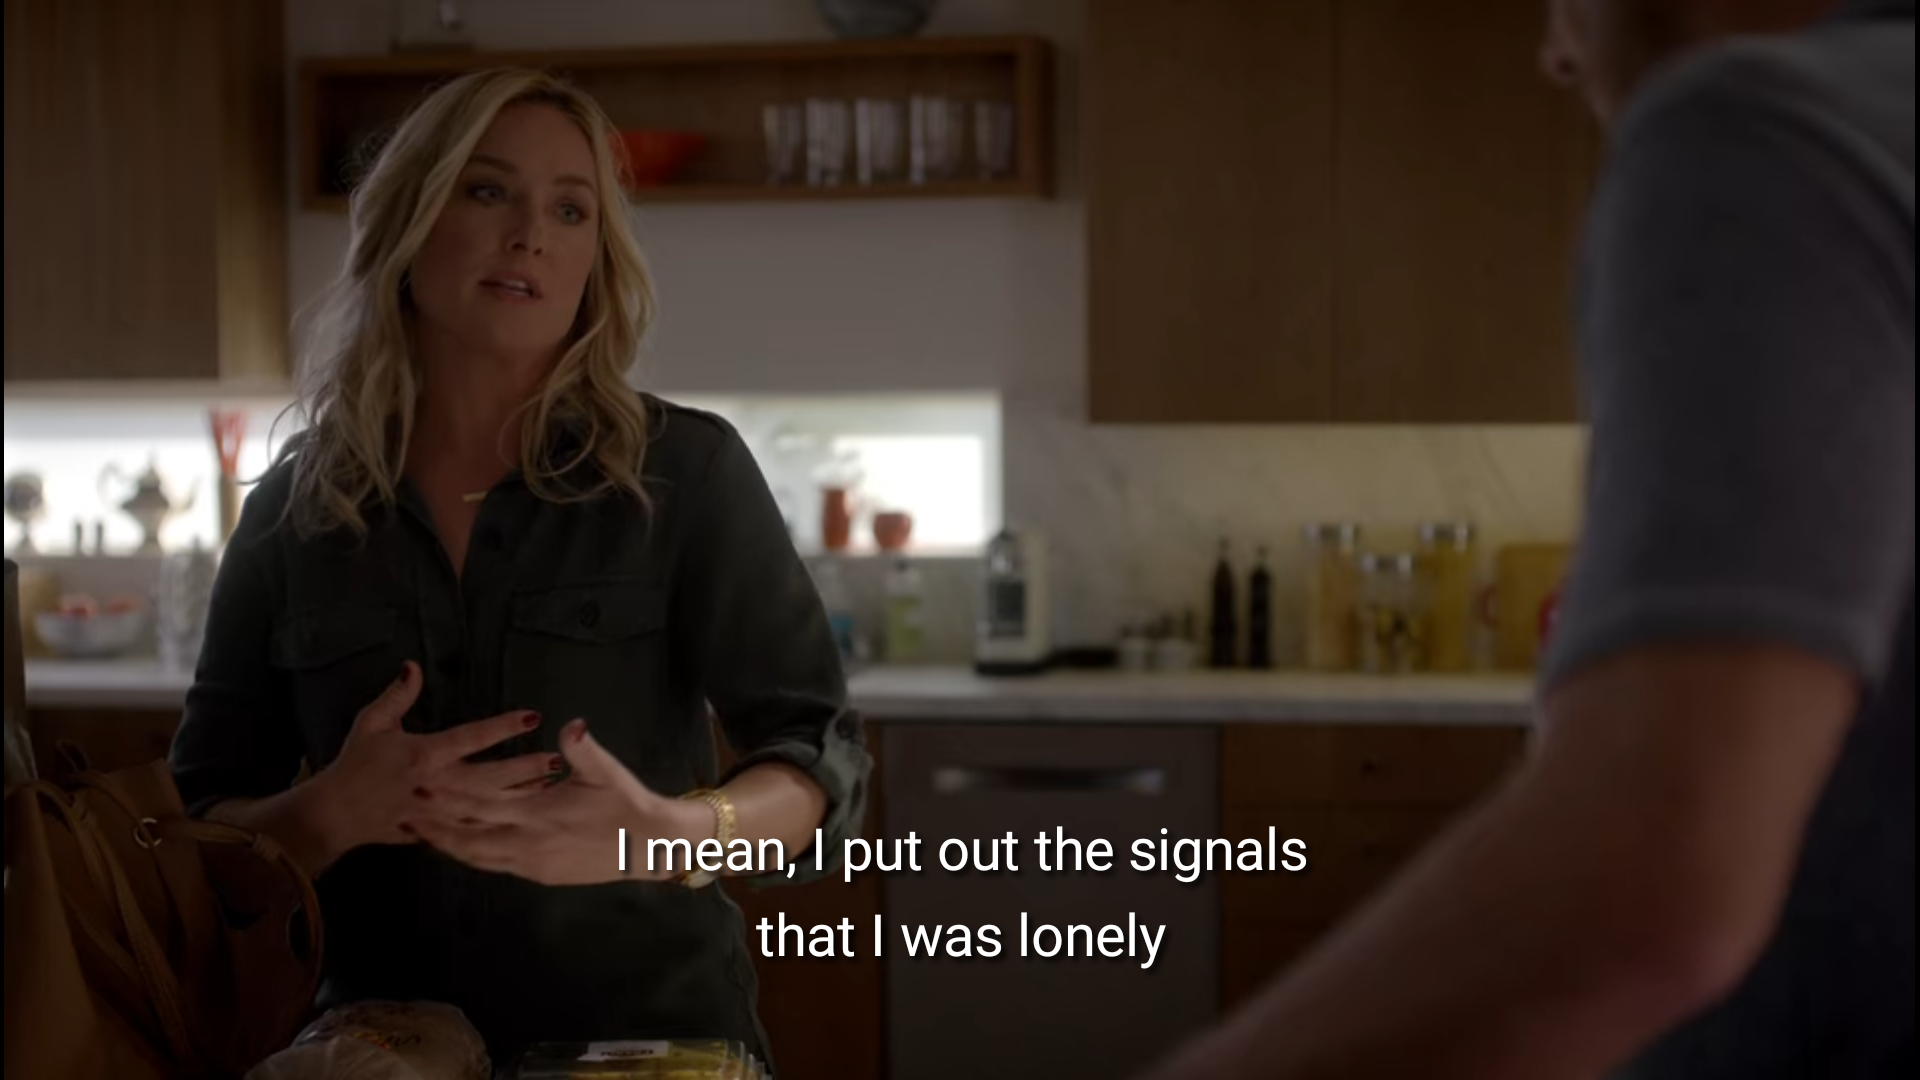 I mean, I put out the signals
that I was lonely